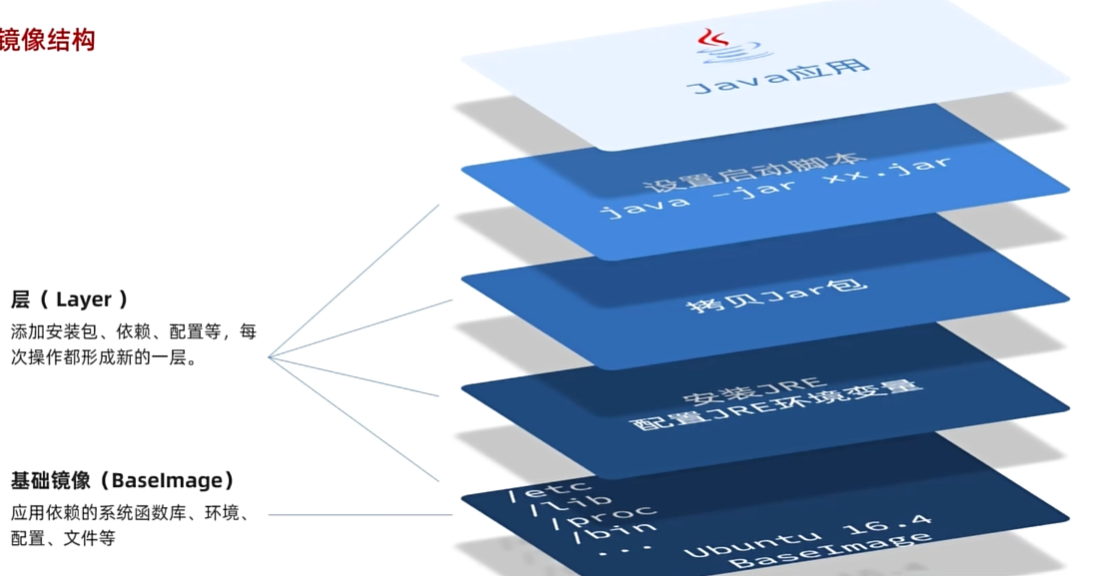 镜像结构
Java应用
设置启动脚本
java -jar xx.jar
拷贝Jar包
层（ Layer ）
添加安装包、依赖、配置等，每
次操作都形成新的一层。
安装JRE
配置JRE环境变量
基础镜像（BaseImage）
应用依赖的系统函数库、环境、
配置、文件等
/etc
/lib
/proc
/bin
...
Ubuntu 16.4
BaseImage